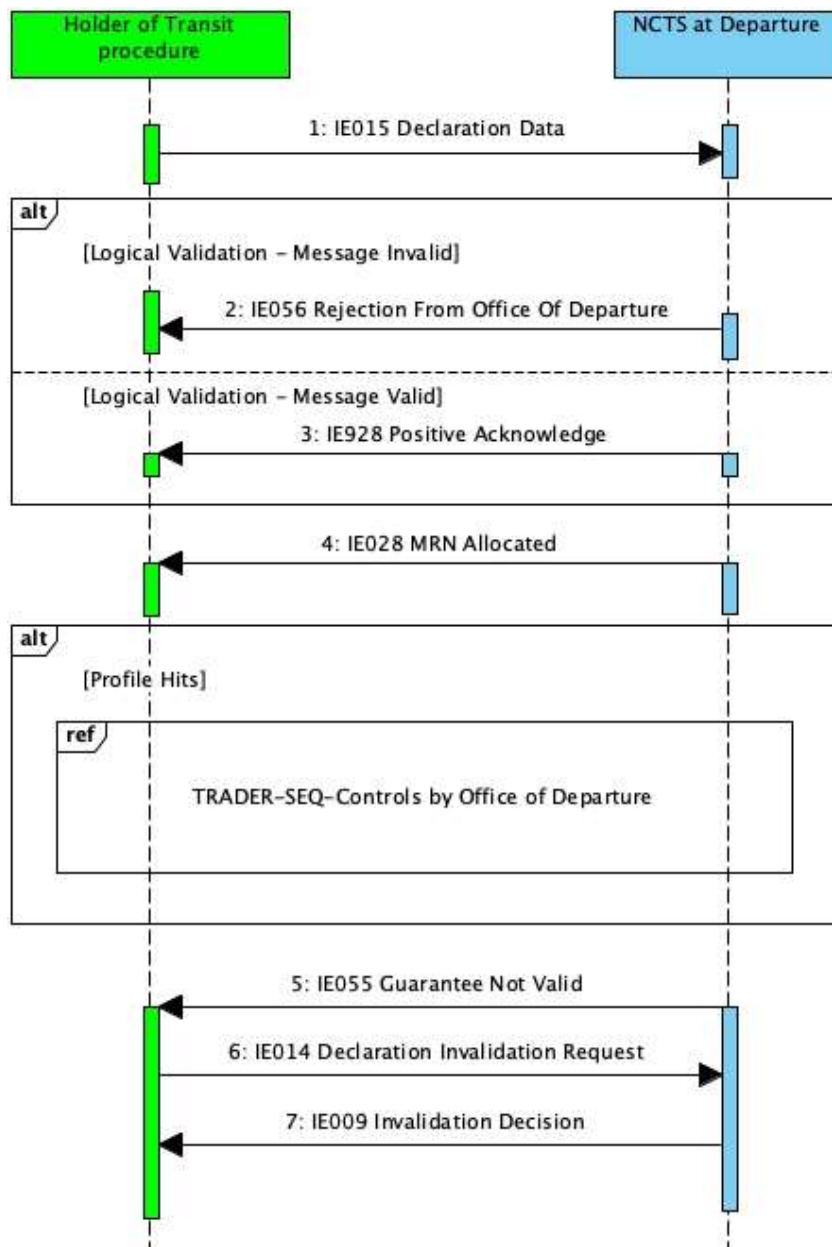 Holder of Transit
procedure
NCTS at Departure
1: IE015 Declaration Data
alt
[Logical Validation – Message Invalid]
2: IE056 Rejection From Office Of Departure
[Logical Validation – Message Valid]
3: IE928 Positive Acknowledge
4: IE028 MRN Allocated
alt
[Profile Hits]
ref
TRADER-SEQ-Controls by Office of Departure
5: IE055 Guarantee Not Valid
6: IE014 Declaration Invalidation Request
7: IE009 Invalidation Decision